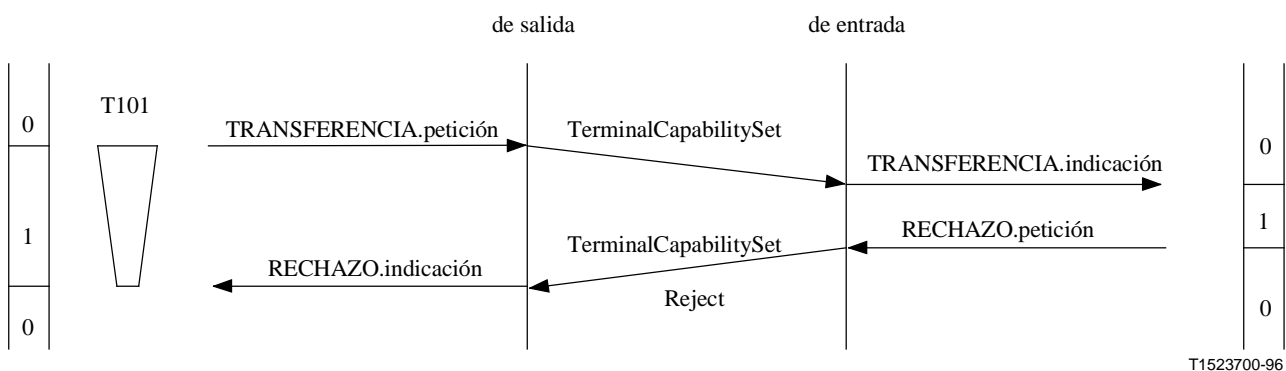 de salida
de entrada
T101
0
TRANSFERENCIA.petición
TerminalCapabilitySet
0
TRANSFERENCIA.indicación
1
TerminalCapabilitySet
RECHAZO.petición
1
RECHAZO.indicación
Reject
0
0
T1523700-96